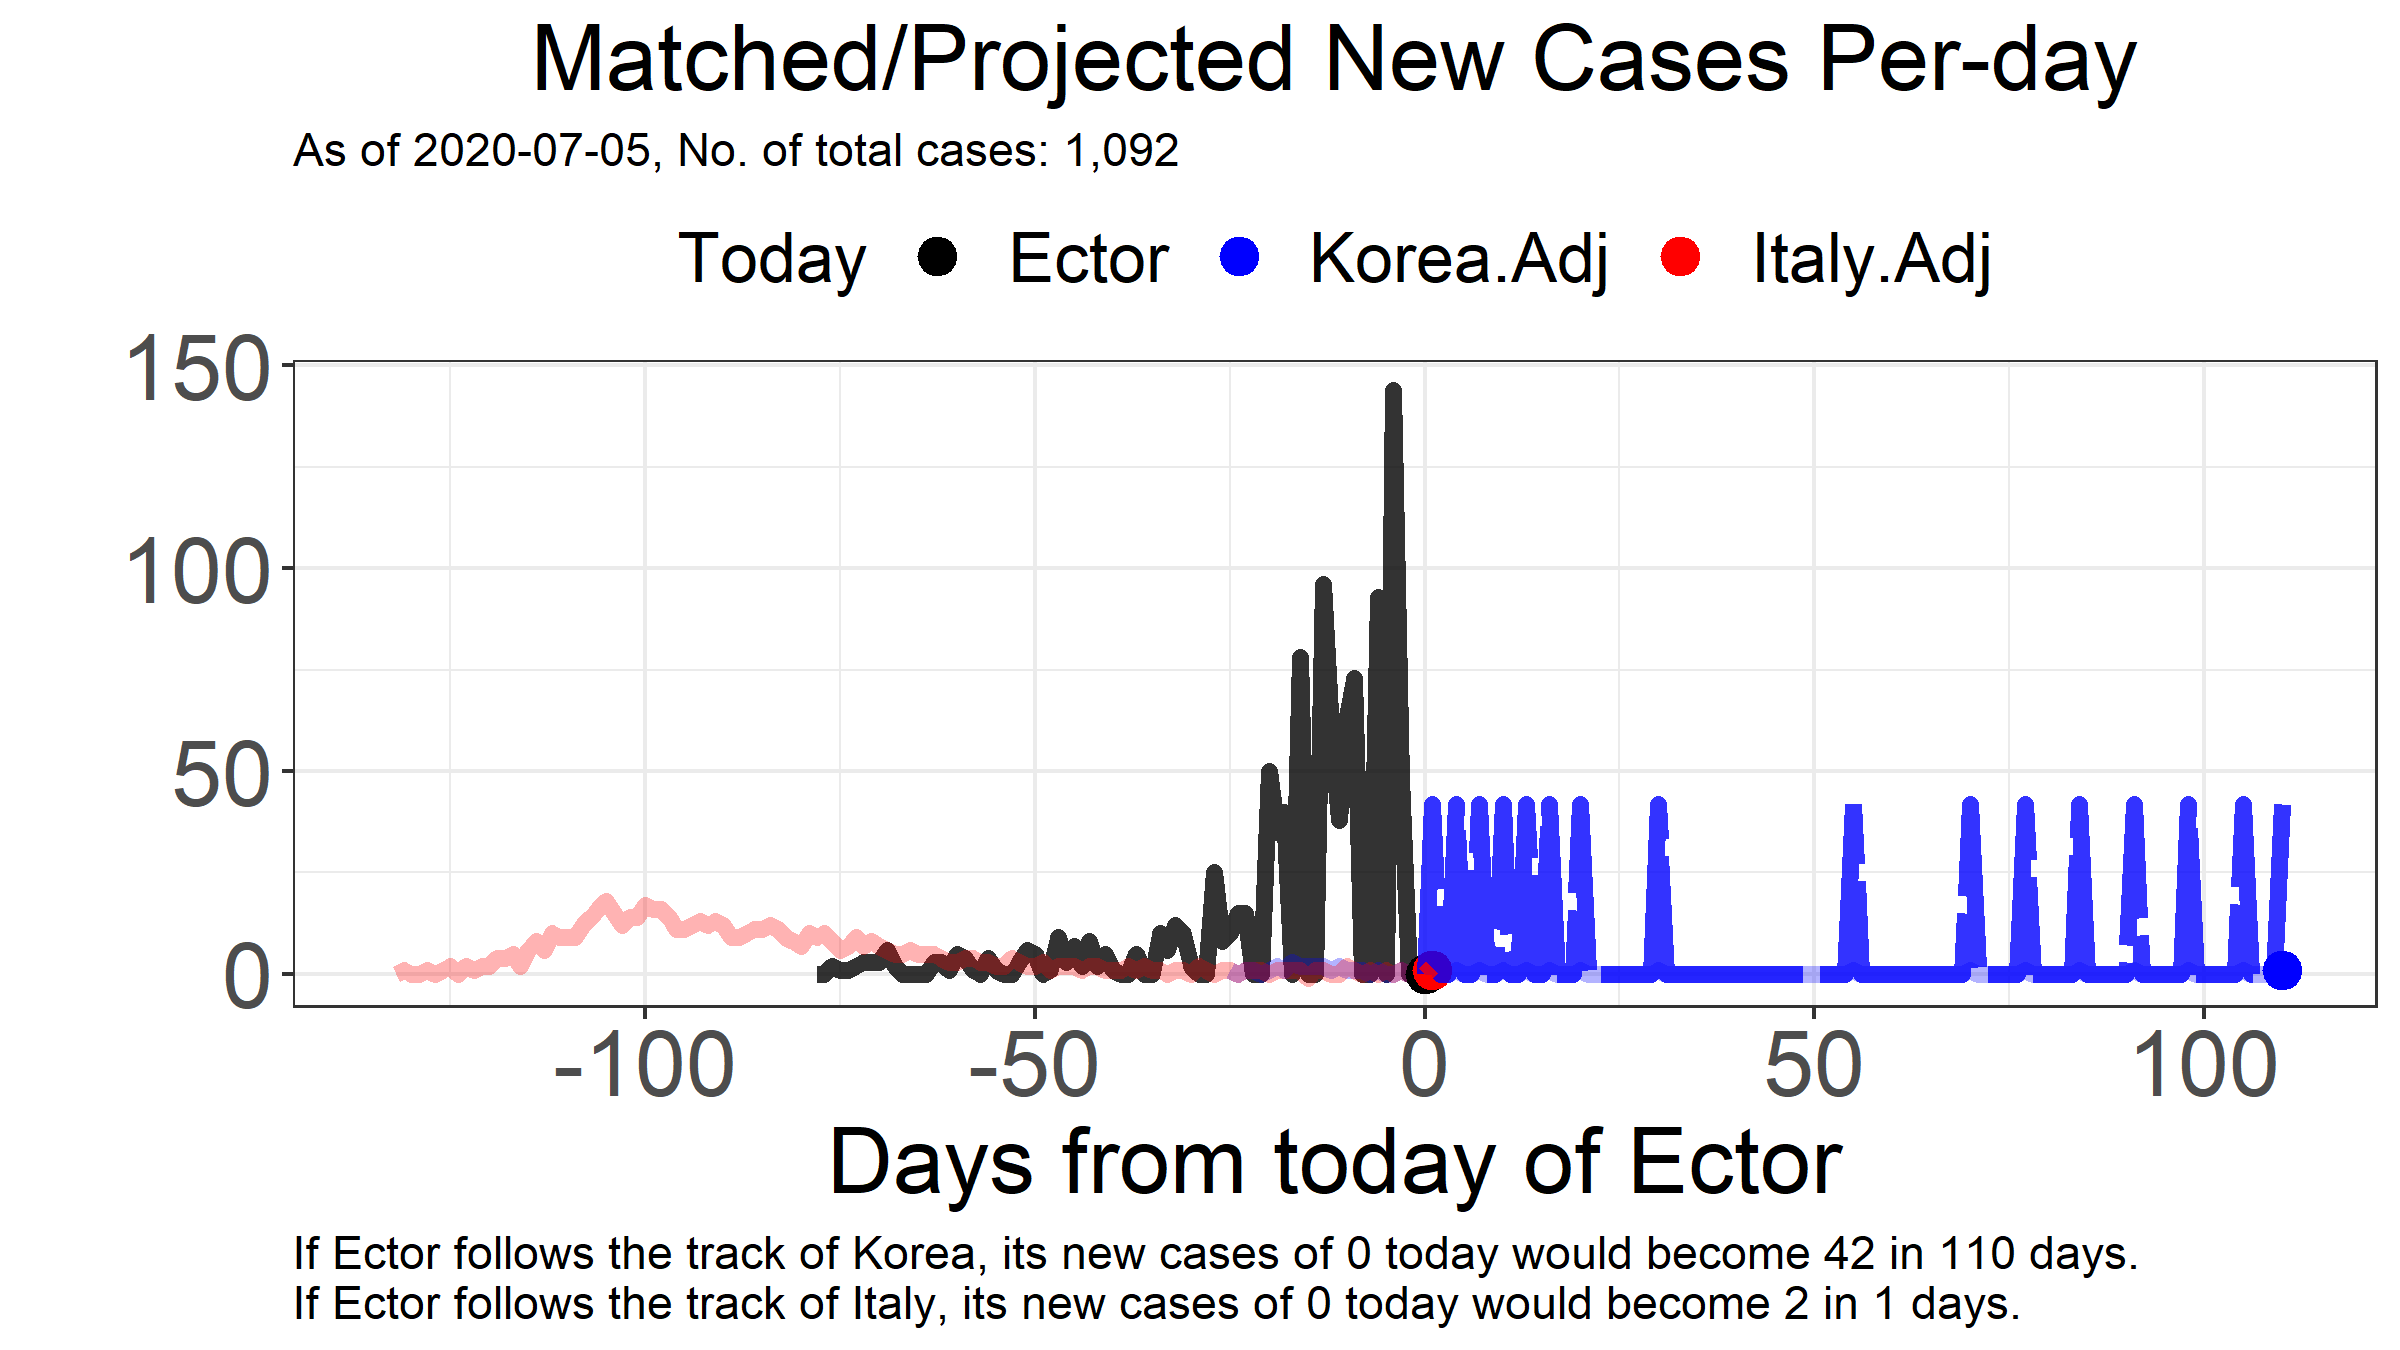 Matched/Projected New Cases Per-day
As of 2020-07-05, No. of total cases: 1,092
Today Ector Korea.Adj Italy.Adj
150
100
50
0
-100 -50 0 50 100
Days from today of Ector
If Ector follows the track of Korea, its new cases of 0 today would become 42 in 110 days.
If Ector follows the track of Italy, its new cases of 0 today would become 2 in 1 days.